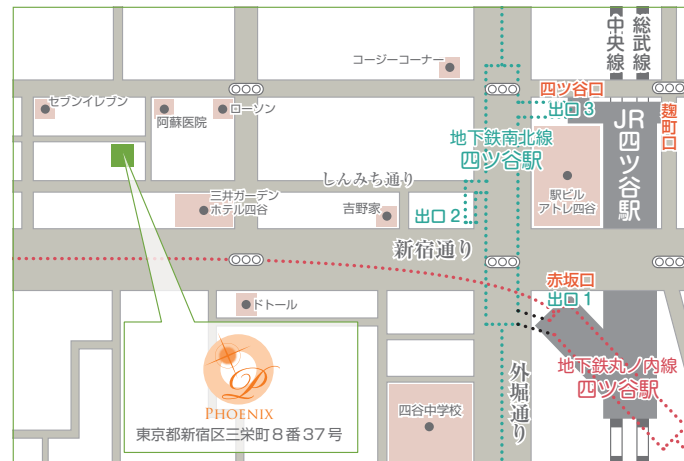 中央線
総武線
コージーコーナー
四ツ谷口
出口3
麹町口
セブンイレブン
阿蘇医院
ローソン
地下鉄南北線
四ツ谷駅
JR四ツ谷駅
しんみち通り
三井ガーデン
ホテル四谷
吉野家
出口2
駅ビル
アトレ四谷
新宿通り
赤坂口
出口1
ドトール
地下鉄丸ノ内線
四ツ谷駅
外堀通り
P
PHOENIX
四谷中学校
東京都新宿区三栄町8番37号